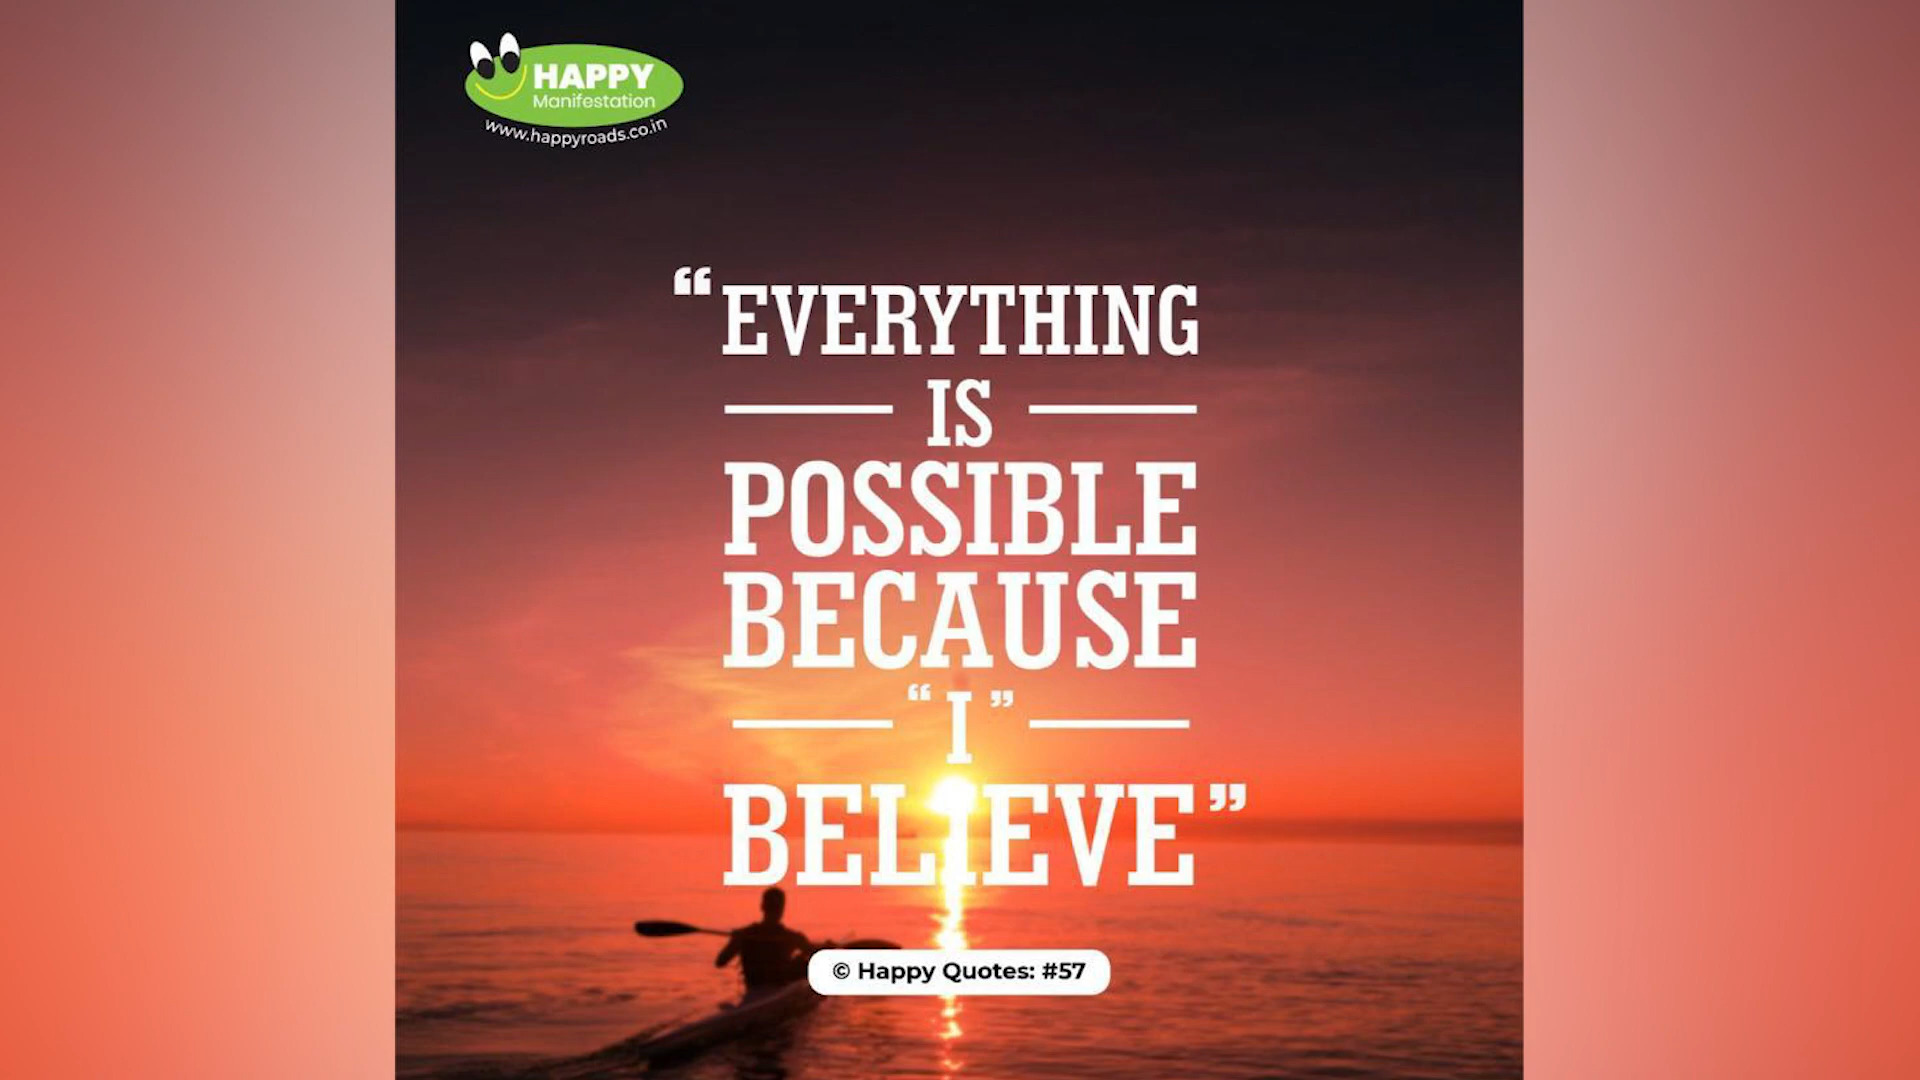 HAPPY
Manifestation
www.happyroads.co.in
“EVERYTHING
IS
POSSIBLE
BECAUSE
“I”
BELIEVE”
© Happy Quotes: #57